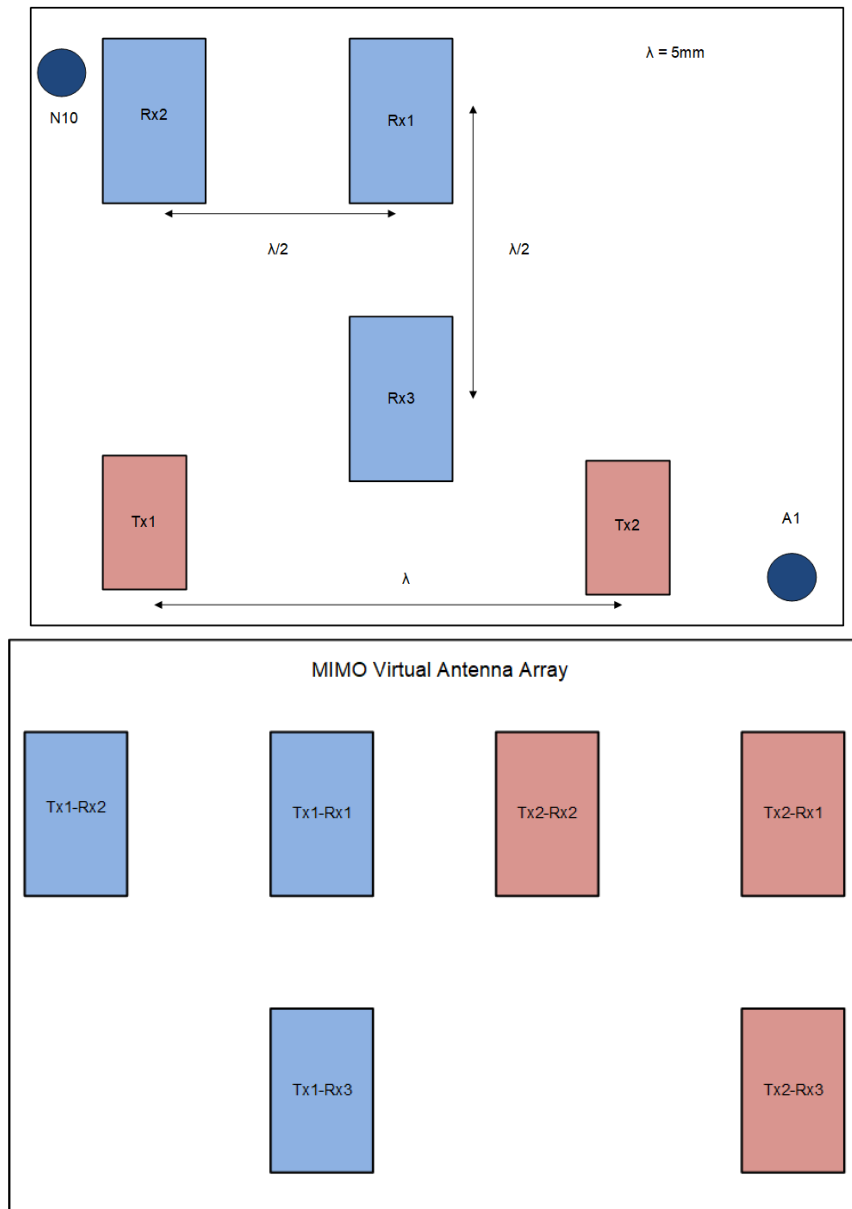 λ = 5mm
N10
Rx2
Rx1
λ/2
λ/2
Rx3
Tx1
Tx2
A1
λ
MIMO Virtual Antenna Array
Tx1-Rx2
Tx1-Rx1
Tx2-Rx2
Tx2-Rx1
Tx1-Rx3
Tx2-Rx3